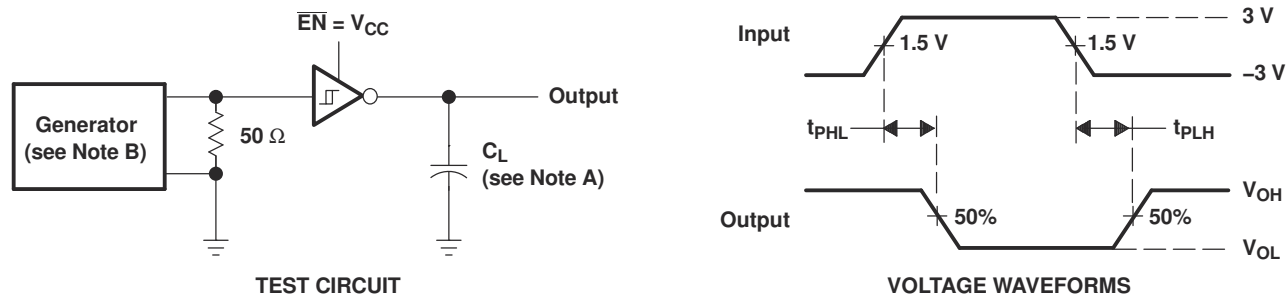 EN = VCC
Generator
(see Note B)
50 Ω
CL
(see Note A)
Output
TEST CIRCUIT
Input
1.5 V
1.5 V
3 V
–3 V
tPHL
tPLH
Output
50%
50%
VOH
VOL
VOLTAGE WAVEFORMS